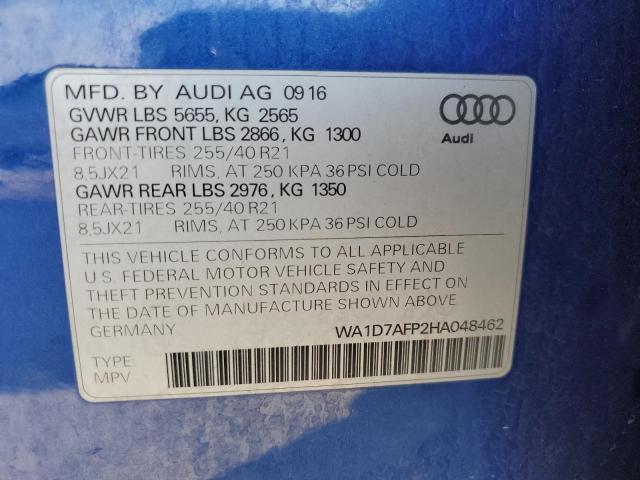 MFD. BY AUDI AG 09 16
GVWR LBS 5655, KG 2565
GAWR FRONT LBS 2866, KG 1300
FRONT-TIRES 255/40 R21
8,5JX21 RIMS, AT 250 KPA 36 PSI COLD
GAWR REAR LBS 2976, KG 1350
REAR-TIRES 255/40 R21
8,5JX21 RIMS, AT 250 KPA 36 PSI COLD
Audi
THIS VEHICLE CONFORMS TO ALL APPLICABLE
U.S. FEDERAL MOTOR VEHICLE SAFETY AND
THEFT PREVENTION STANDARDS IN EFFECT ON
THE DATE OF MANUFACTURE SHOWN ABOVE
GERMANY WA1D7AFP2HA048462
TYPE:
MPV